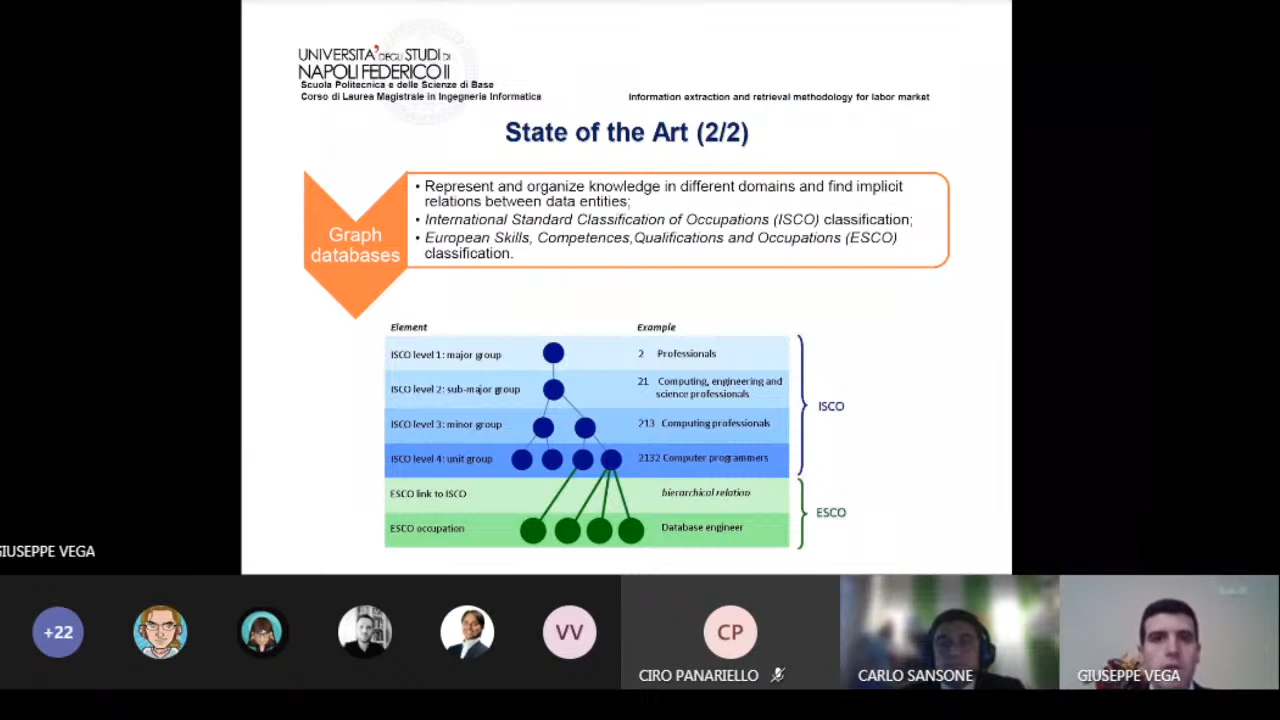 UNIVERSITA' DEGLI STUDI DI
NAPOLI FEDERICO II
Scuola Politecnica e delle Scienze di Base
Corso di Laurea Magistrale in Ingegneria Informatica
Information extraction and retrieval methodology for labor market
State of the Art (2/2)
Graph
databases
• Represent and organize knowledge in different domains and find implicit
relations between data entities;
• International Standard Classification of Occupations (ISCO) classification;
• European Skills, Competences,Qualifications and Occupations (ESCO)
classification.
Element Example
ISCO level 1: major group 2 Professionals
ISCO level 2: sub-major group 21 Computing, engineering and
science professionals
ISCO level 3: minor group 213 Computing professionals
ISCO level 4: unit group 2132 Computer programmers
ISCO
ESCO link to ISCO hierarchical relation
ESCO occupation Database engineer
ESCO
GIUSEPPE VEGA
+22
VV
CP
CIRO PANARIELLO
CARLO SANSONE
GIUSEPPE VEGA